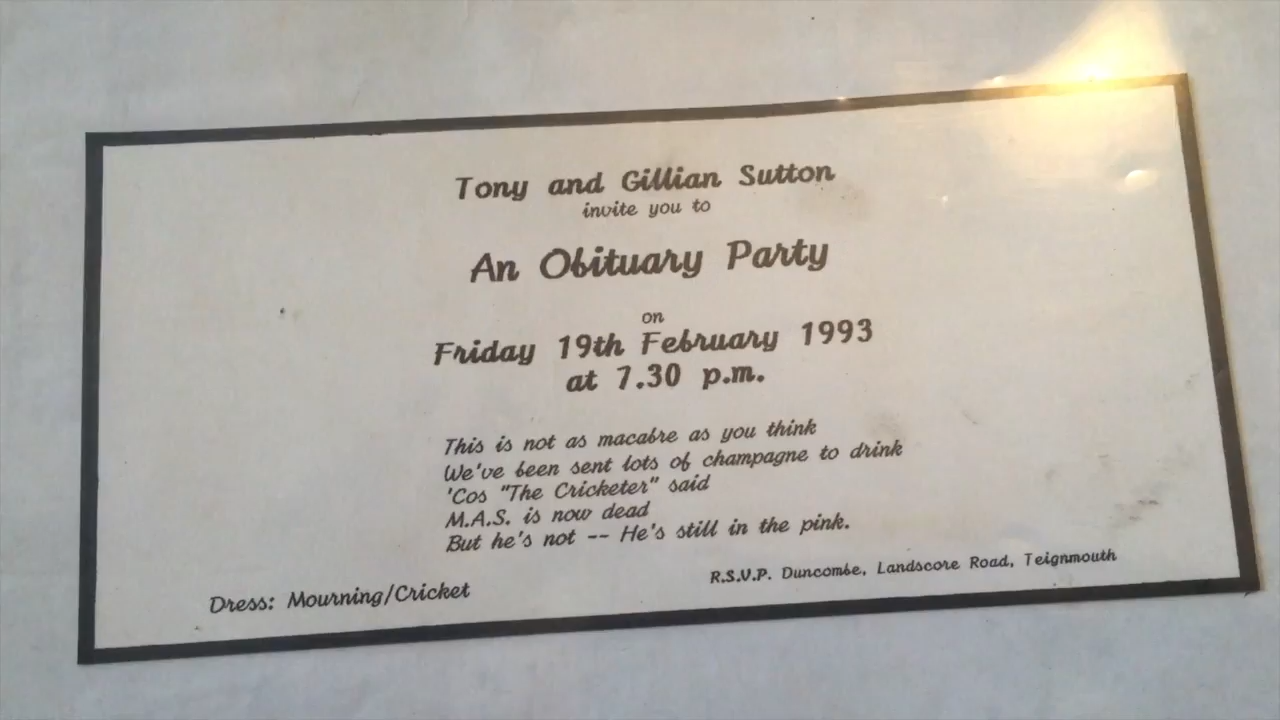 Tony and Gillian Sutton
invite you to
An Obituary Party
on
Friday 19th February 1993
at 7.30 p.m.
This is not as macabre as you think
We've been sent lots of champagne to drink
'Cos "The Cricketer" said
M.A.S. is now dead
But he's not -- He's still in the pink.
Dress: Mourning/Cricket
R.S.V.P. Duncombe, Landscore Road, Teignmouth